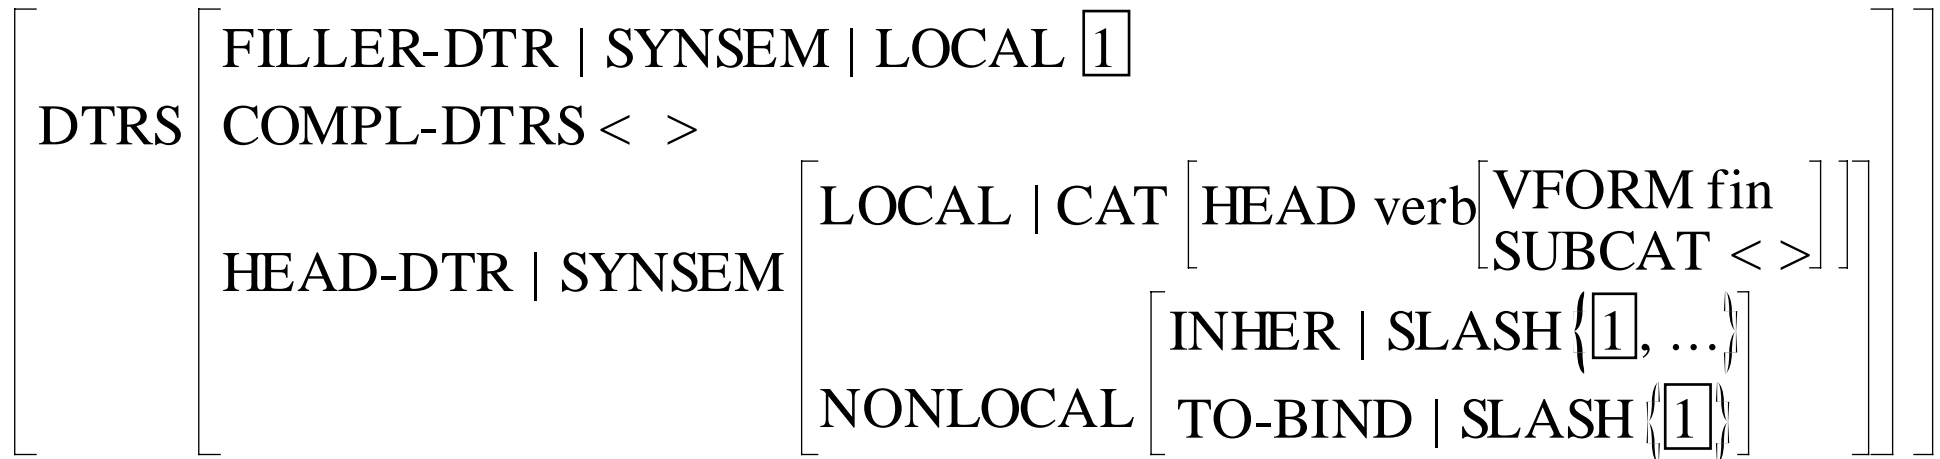 FILLER-DTR | SYNSEM | LOCAL 1
DTRS COMPL-DTRS < >
LOCAL | CAT [HEAD verb[VFORM fin
SUBCAT < >]]
HEAD-DTR | SYNSEM
INHER | SLASH {1, ...}
NONLOCAL
TO-BIND | SLASH {1}